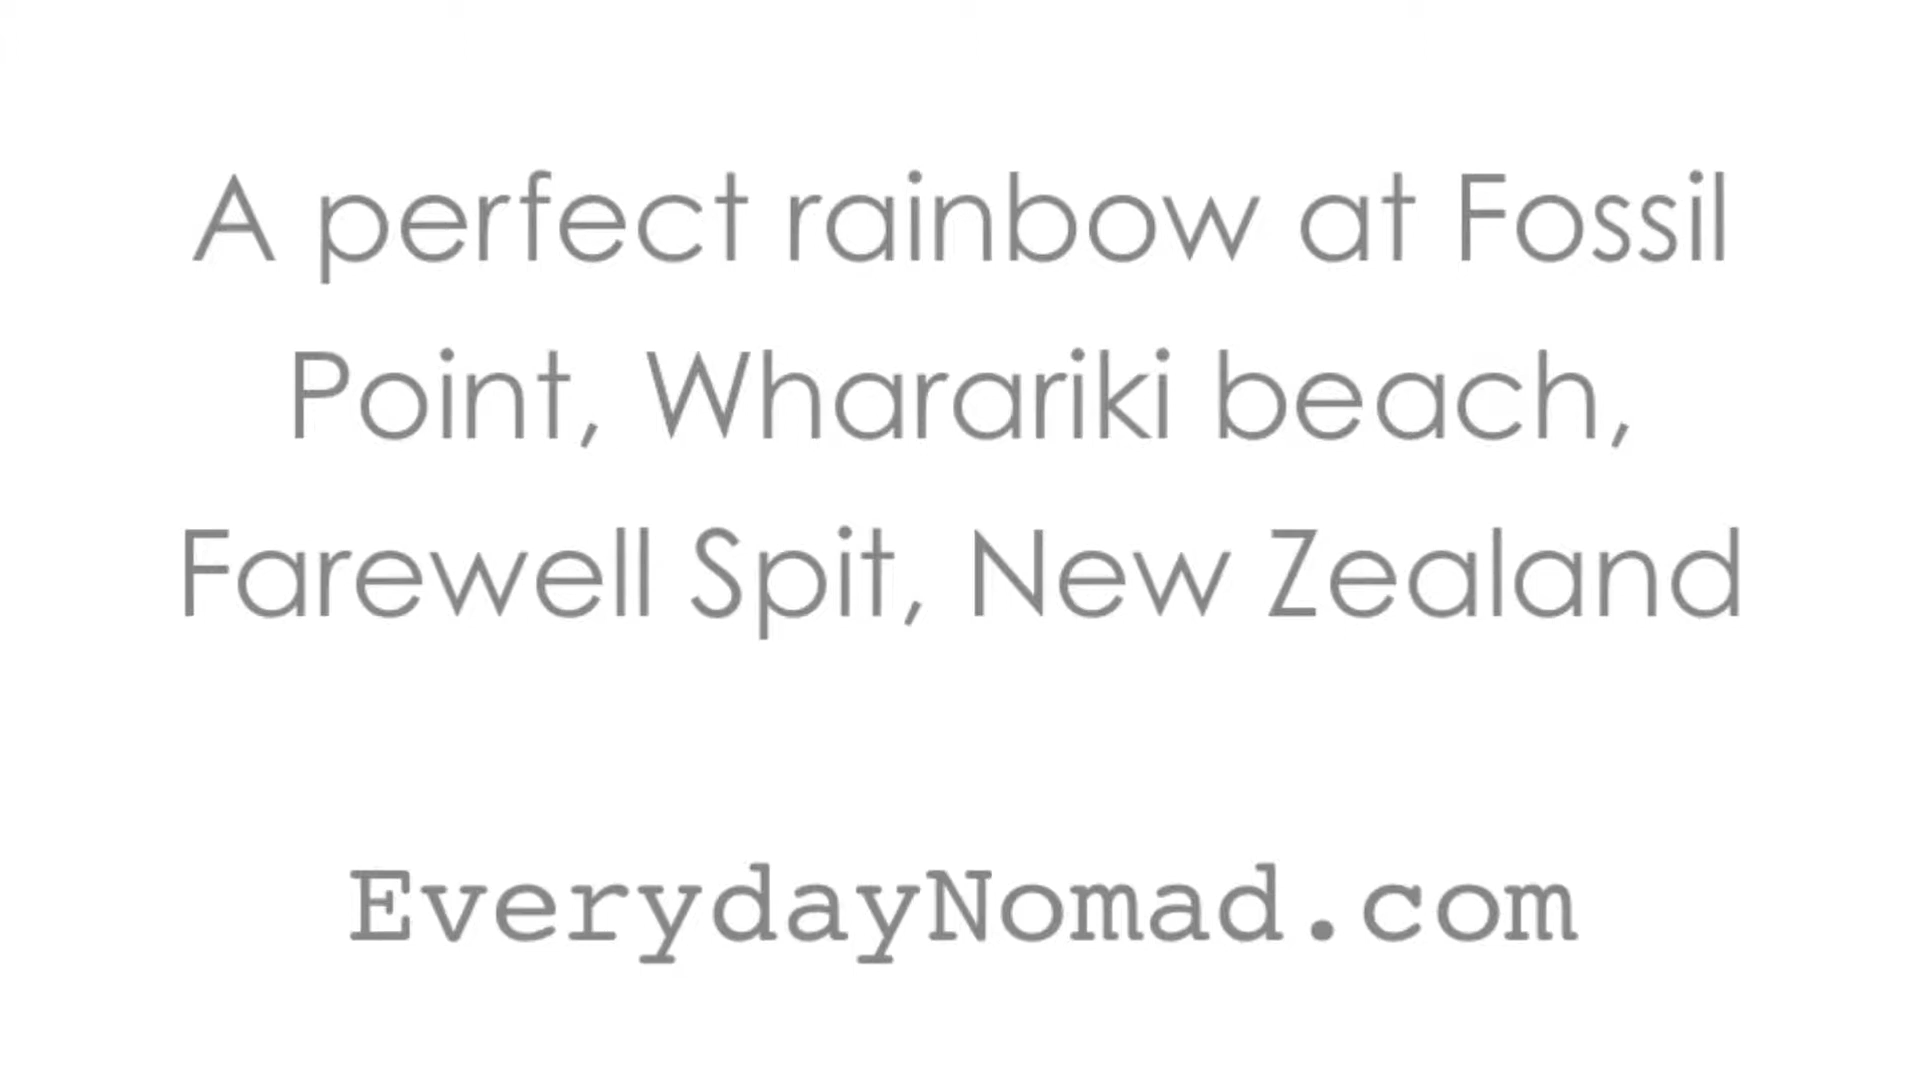 A perfect rainbow at Fossil
Point, Wharariki beach,
Farewell Spit, New Zealand
EverydayNomad.com